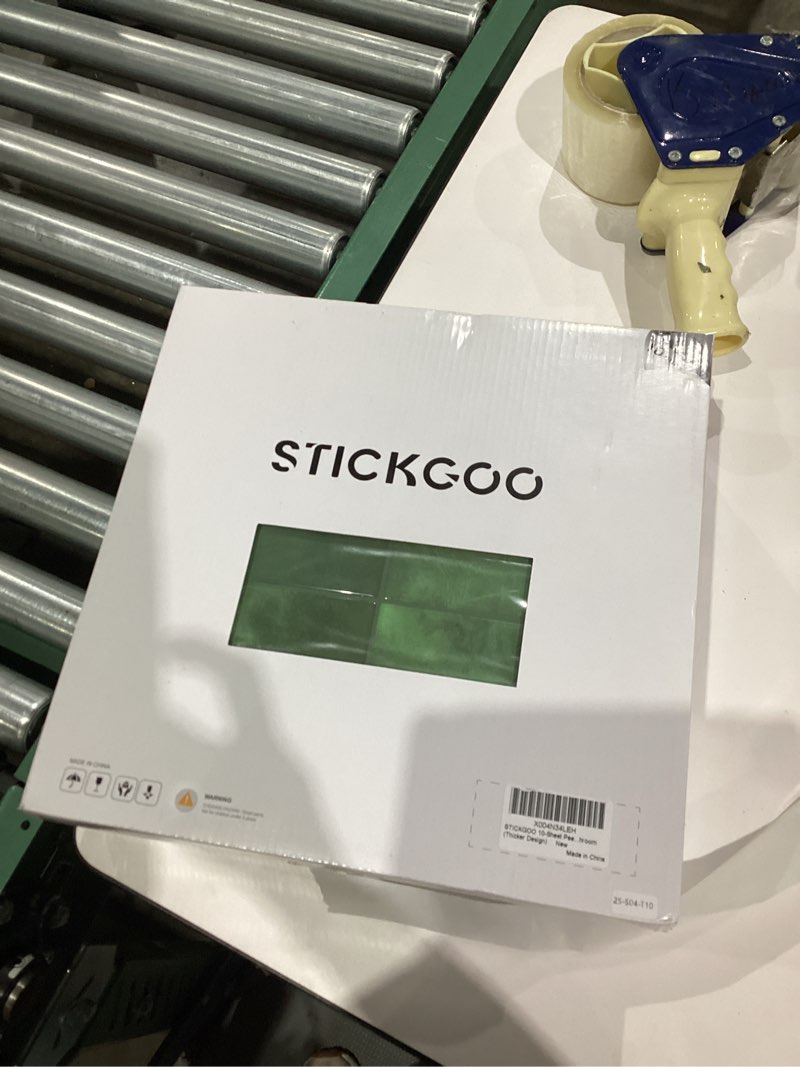 STICKGOO
MADE IN CHINA
WARNING
X004N34LEH
STICKGOO 10-Sheet Pee...hroom
(Thicker Design) New
Made in China
25-S04-T10